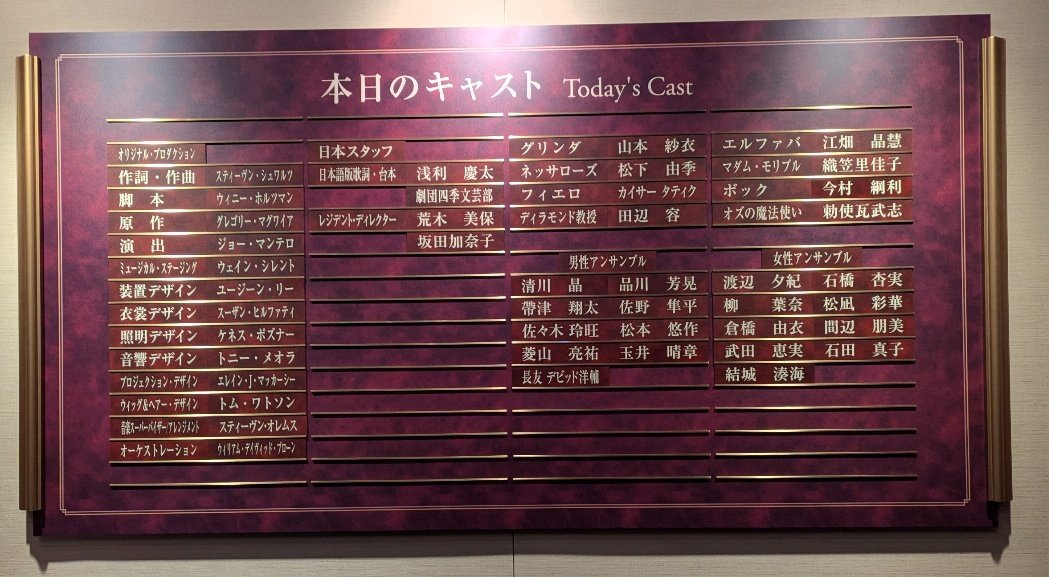 本日のキャスト Today's Cast
オリジナル・プロダクション
作詞・作曲 スティーヴン・シュワルツ
脚 本 ウィニー・ホルツマン
原 作 グレゴリー・マグワイア
演 出 ジョー・マンテロ
ミュージカル・ステージング ウェイン・シレント
装置デザイン ユージーン・リー
衣裳デザイン スーザン・ヒルファティ
照明デザイン ケネス・ポズナー
音響デザイン トニー・メオラ
プロジェクション・デザイン エレイン・J・マッカーシー
ウィッグ&ヘアー・デザイン トム・ワトソン
音楽スーパーバイザー/アレンジメント スティーヴン・オレムス
オーケストレーション ウィリアム・デイヴィッド・ブローン
日本スタッフ
日本語版歌詞・台本 浅利 慶太
劇団四季文芸部
レジデント・ディレクター 荒木 美保
坂田加奈子
グリンダ 山本 紗衣
ネッサローズ 松下 由季
フィエロ カイサー タティク
ディラモンド教授 田辺 容
エルファバ 江畑 晶慧
マダム・モリブル 織笠里佳子
ボック 今村 綱利
オズの魔法使い 勅使瓦武志
男性アンサンブル
清川 晶 品川 芳晃
帶津 翔太 佐野 隼平
佐々木 玲旺 松本 悠作
菱山 亮祐 玉井 晴章
長友 デビッド洋輔
女性アンサンブル
渡辺 夕紀 石橋 杏実
柳 葉奈 松凪 彩華
倉橋 由衣 間辺 朋美
武田 恵実 石田 真子
結城 湊海